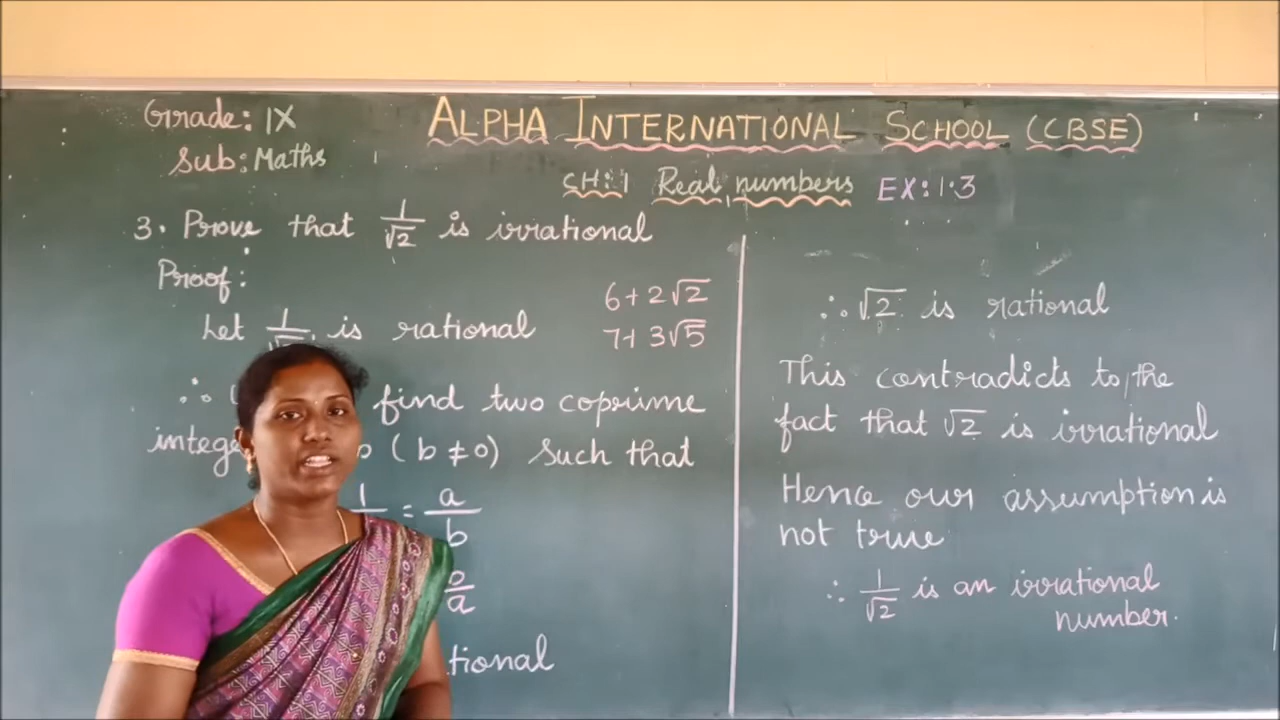 Grade: IX
Sub: Maths
ALPHA INTERNATIONAL SCHOOL (CBSE)
CH: 1 Real numbers EX: 1.3
3. Prove that 1/√2 is irrational
Proof:
Let 1/√2 is rational
6+2√2
7+3√5
∴ find two coprime
b (b ≠ 0) such that
1 = a/b
b/a
∴ √2 is rational
This contradicts to the
fact that √2 is irrational
Hence our assumption is
not true
∴ 1/√2 is an irrational
number.